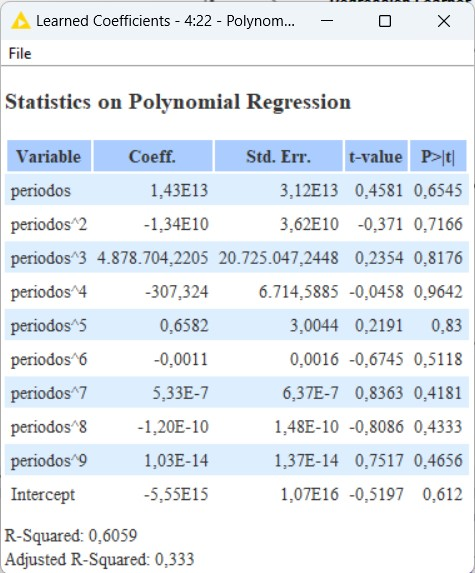 Learned Coefficients - 4:22 - Polynom...
File
Statistics on Polynomial Regression
Variable Coeff. Std. Err. t-value P>|t|
periodos 1,43E13 3,12E13 0,4581 0,6545
periodos^2 -1,34E10 3,62E10 -0,371 0,7166
periodos^3 4.878.704,2205 20.725.047,2448 0,2354 0,8176
periodos^4 -307,324 6.714,5885 -0,0458 0,9642
periodos^5 0,6582 3,0044 0,2191 0,83
periodos^6 -0,0011 0,0016 -0,6745 0,5118
periodos^7 5,33E-7 6,37E-7 0,8363 0,4181
periodos^8 -1,20E-10 1,48E-10 -0,8086 0,4333
periodos^9 1,03E-14 1,37E-14 0,7517 0,4656
Intercept -5,55E15 1,07E16 -0,5197 0,612
R-Squared: 0,6059
Adjusted R-Squared: 0,333